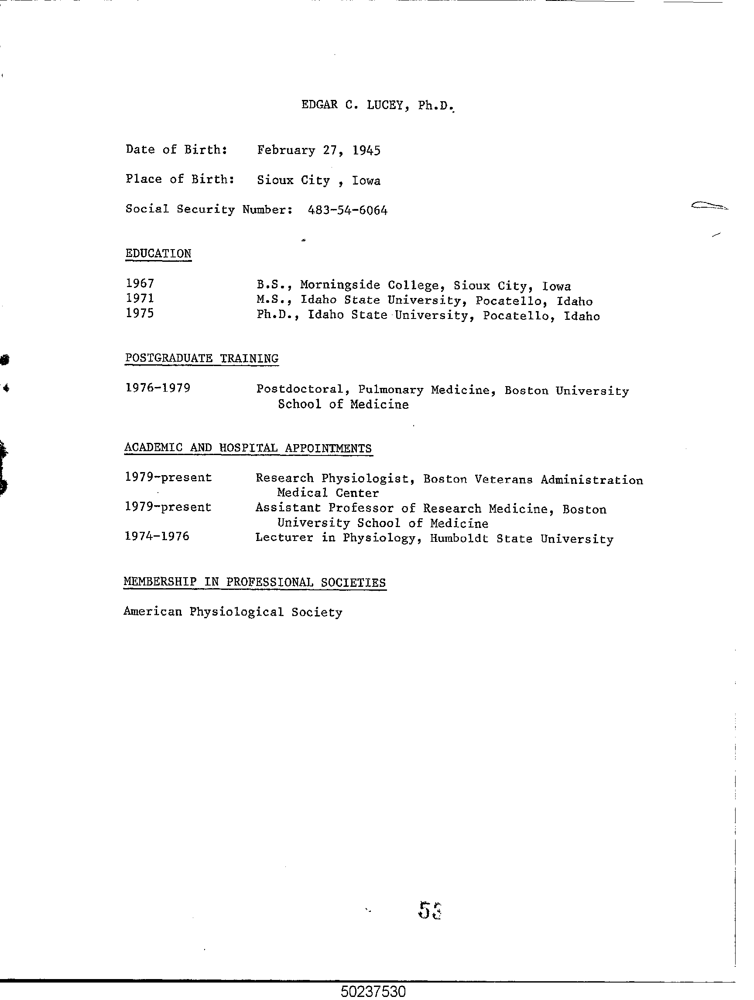 EDGAR C. LUCEY, Ph.D.
Date of Birth: February 27, 1945
Place of Birth: Sioux City , Iowa
Social Security Number: 483-54-6064
EDUCATION
1967 B.S., Morningside College, Sioux City, Iowa
1971 M.S., Idaho State University, Pocatello, Idaho
1975 Ph.D., Idaho State University, Pocatello, Idaho
POSTGRADUATE TRAINING
1976-1979 Postdoctoral, Pulmonary Medicine, Boston University
School of Medicine
ACADEMIC AND HOSPITAL APPOINTMENTS
1979-present Research Physiologist, Boston Veterans Administration
Medical Center
1979-present Assistant Professor of Research Medicine, Boston
University School of Medicine
1974-1976 Lecturer in Physiology, Humboldt State University
MEMBERSHIP IN PROFESSIONAL SOCIETIES
American Physiological Society
53
50237530